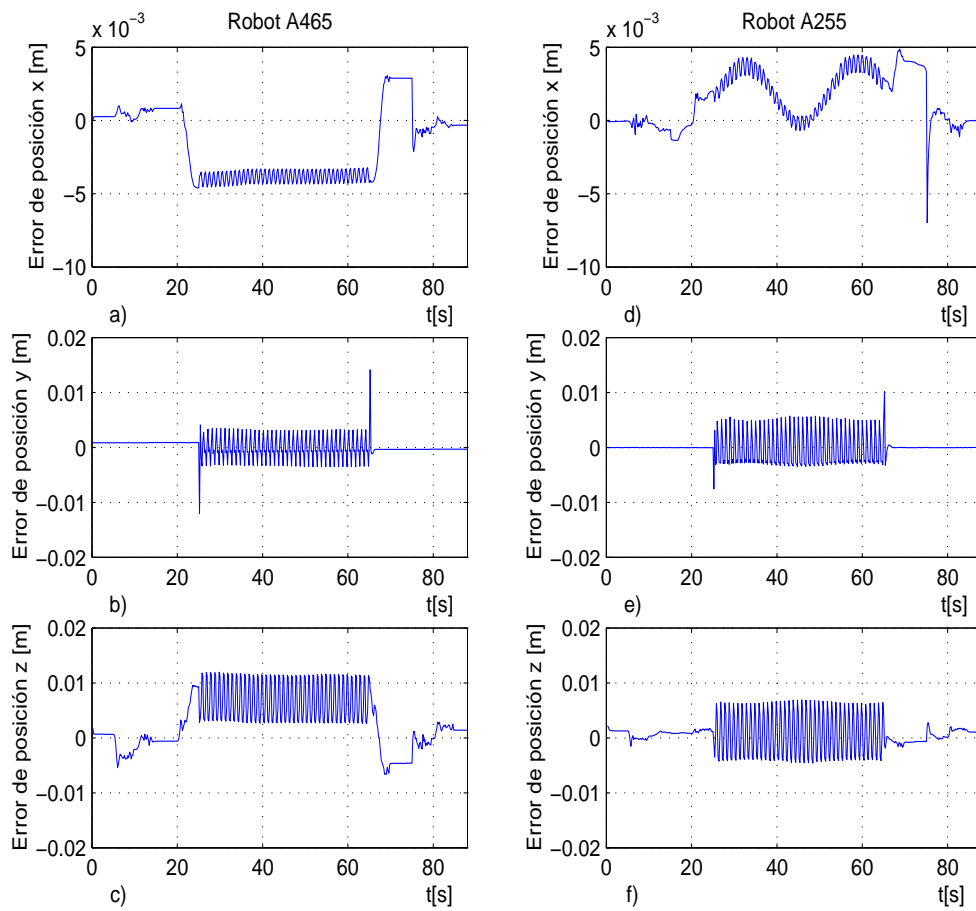 x 10⁻³ Robot A465
5
0
−5
−10
Error de posición x [m]
0 20 40 60 80
a) t[s]
x 10⁻³ Robot A255
5
0
−5
−10
Error de posición x [m]
0 20 40 60 80
d) t[s]
0.02
0.01
0
−0.01
−0.02
Error de posición y [m]
0 20 40 60 80
b) t[s]
0.02
0.01
0
−0.01
−0.02
Error de posición y [m]
0 20 40 60 80
e) t[s]
0.02
0.01
0
−0.01
−0.02
Error de posición z [m]
0 20 40 60 80
c) t[s]
0.02
0.01
0
−0.01
−0.02
Error de posición z [m]
0 20 40 60 80
f) t[s]